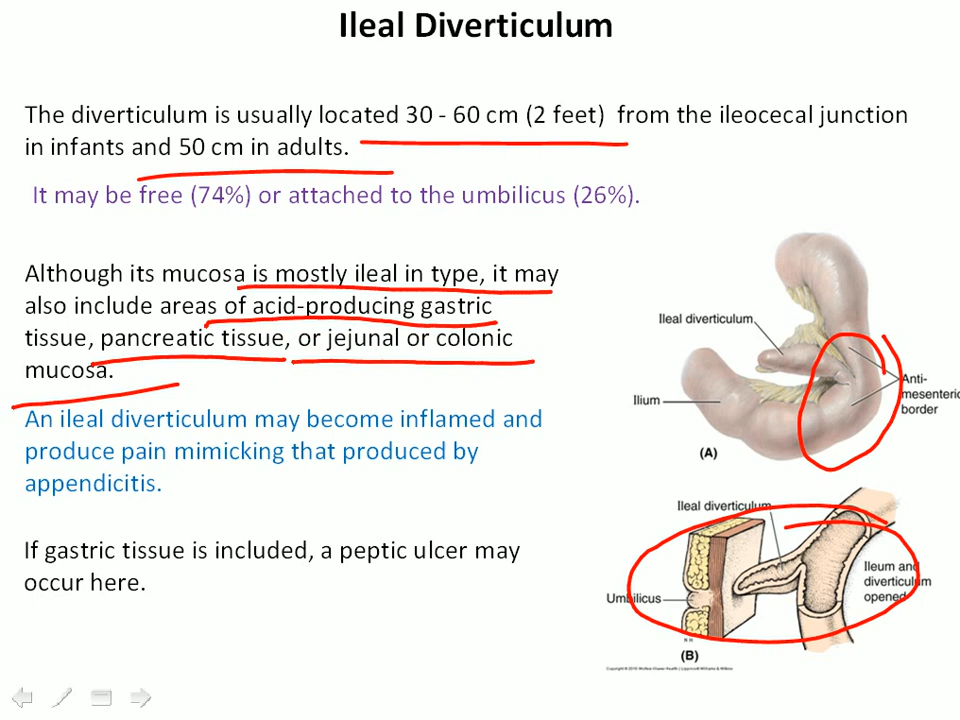 Ileal Diverticulum
The diverticulum is usually located 30 - 60 cm (2 feet)  from the ileocecal junction
in infants and 50 cm in adults.
It may be free (74%) or attached to the umbilicus (26%).
Although its mucosa is mostly ileal in type, it may
also include areas of acid-producing gastric
tissue, pancreatic tissue, or jejunal or colonic
mucosa.
An ileal diverticulum may become inflamed and
produce pain mimicking that produced by
appendicitis.
If gastric tissue is included, a peptic ulcer may
occur here.
Ileal diverticulum
Ilium
Anti-
mesenteric
border
(A)
Ileal diverticulum
Umbilicus
Ileum and
diverticulum
opened
(B)